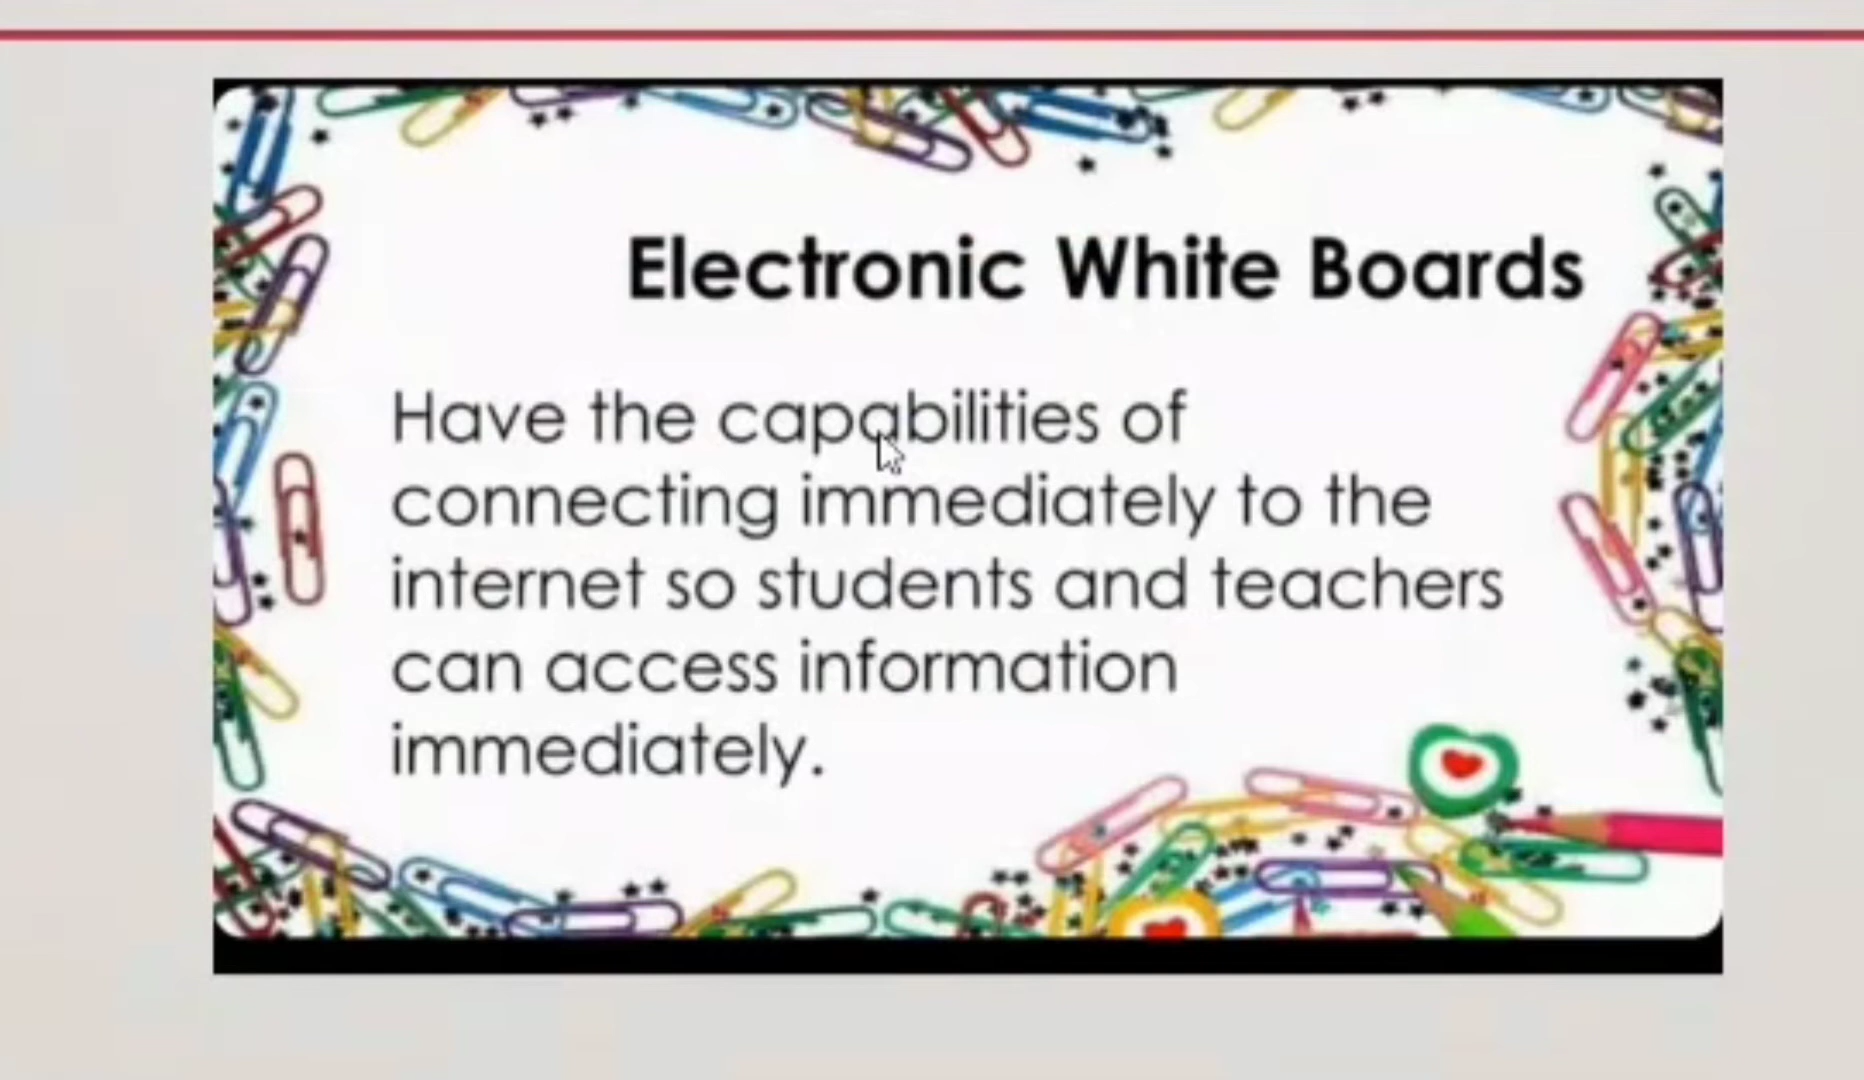 Electronic White Boards
Have the capabilities of
connecting immediately to the
internet so students and teachers
can access information
immediately.